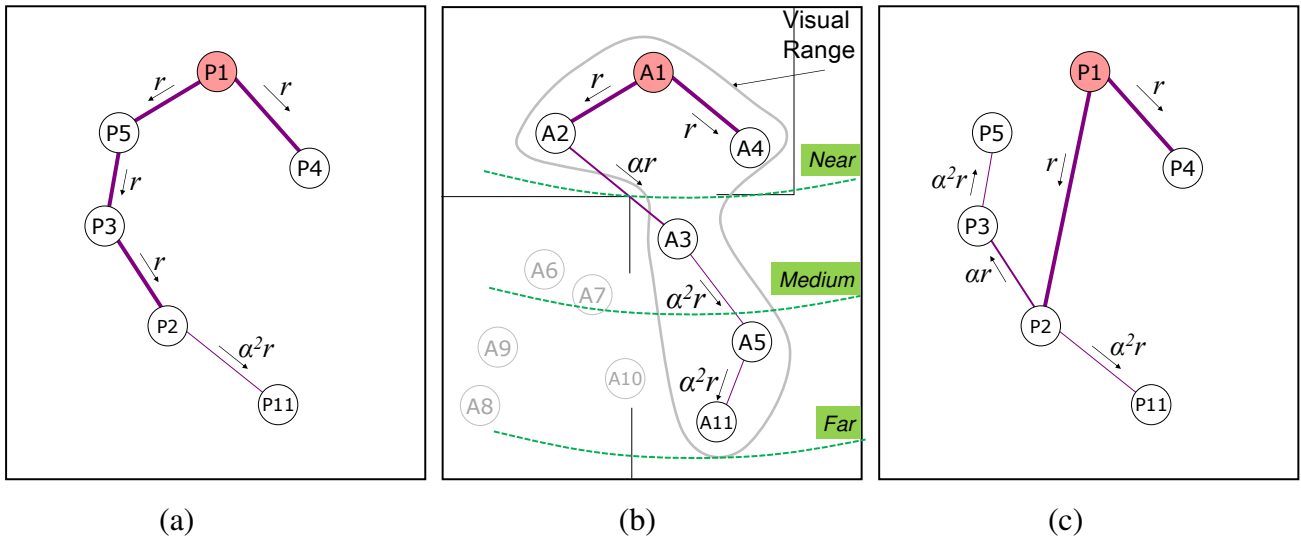 P1
r
r
P5
P4
r
P3
r
P2
α²r
P11
(a)
Visual
Range
A1
r
A2
r
A4
αr
Near
A3
A6
A7
Medium
α²r
A5
A9
α²r
A10
A8
A11
Far
(b)
P1
r
P5
P4
r
α²r
P3
αr
P2
α²r
P11
(c)